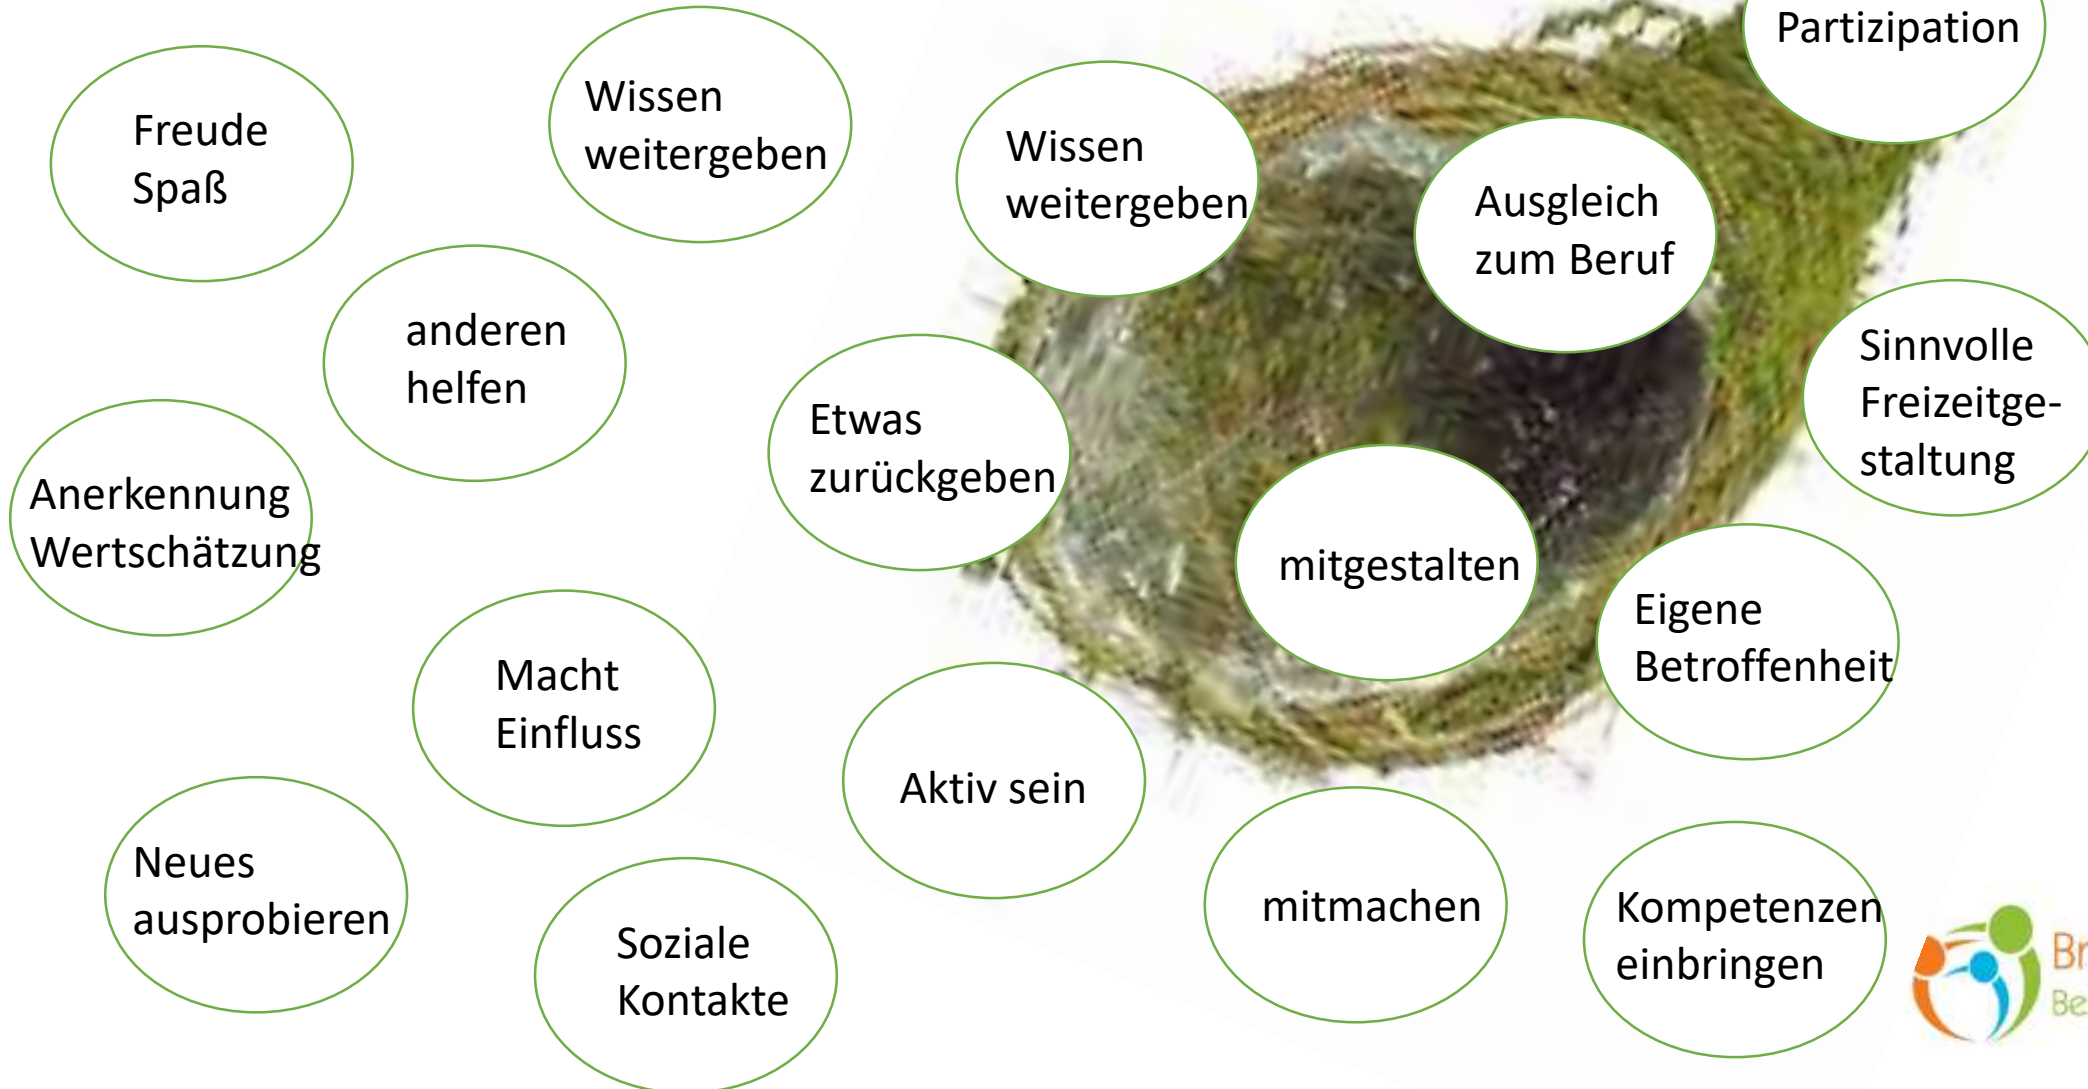 Partizipation
Freude
Spaß
Wissen
weitergeben
Wissen
weitergeben
Ausgleich
zum Beruf
anderen
helfen
Sinnvolle
Freizeitge-
staltung
Etwas
zurückgeben
Anerkennung
Wertschätzung
mitgestalten
Eigene
Betroffenheit
Macht
Einfluss
Aktiv sein
Neues
ausprobieren
mitmachen
Kompetenzen
einbringen
Soziale
Kontakte